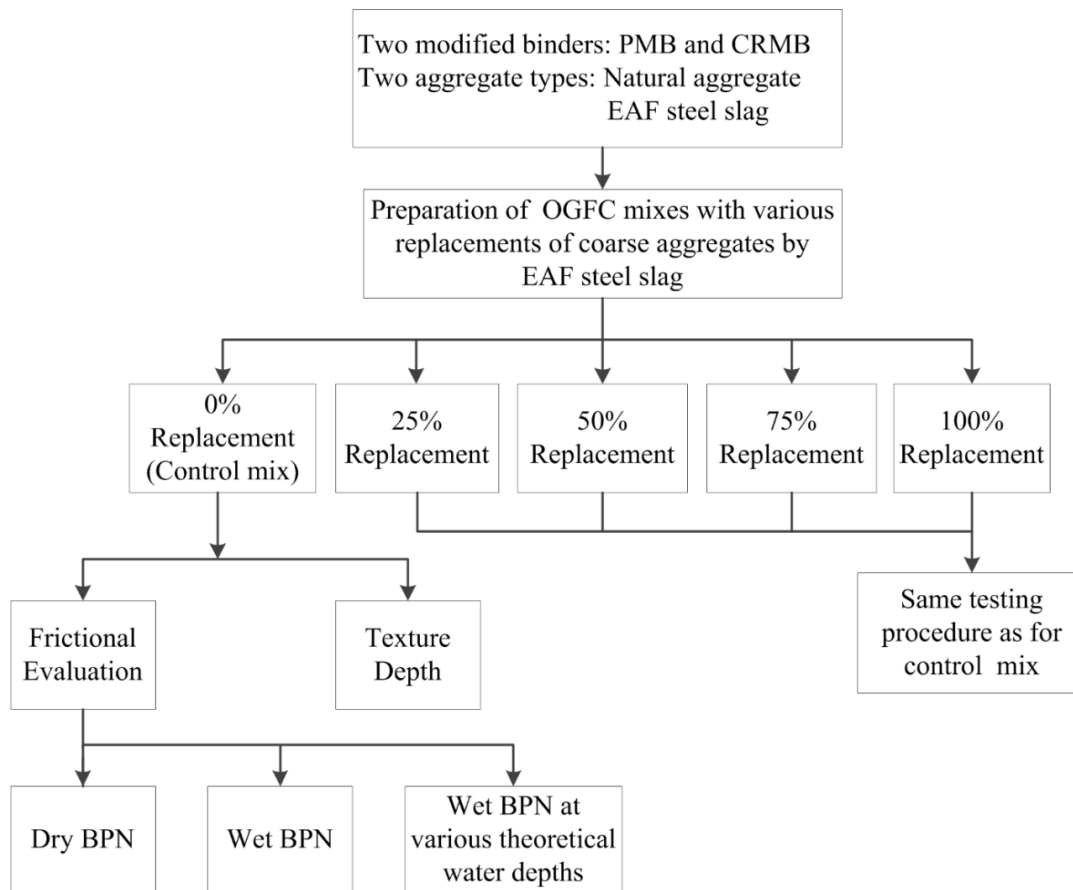 Two modified binders: PMB and CRMB
Two aggregate types: Natural aggregate
EAF steel slag
Preparation of OGFC mixes with various
replacements of coarse aggregates by
EAF steel slag
0%
Replacement
(Control mix)
25%
Replacement
50%
Replacement
75%
Replacement
100%
Replacement
Frictional
Evaluation
Texture
Depth
Same testing
procedure as for
control mix
Dry BPN
Wet BPN
Wet BPN at
various theoretical
water depths